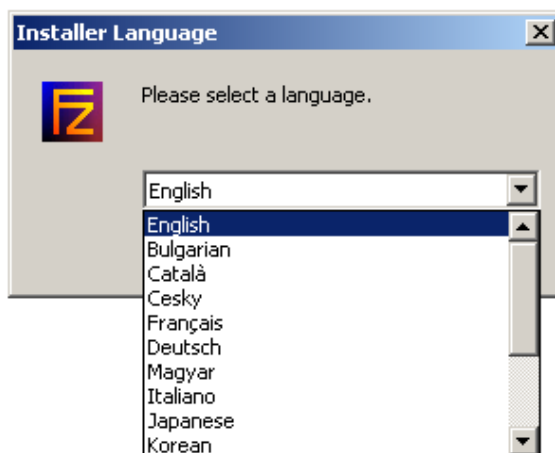 Installer Language
Please select a language.
English
English
Bulgarian
Català
Cesky
Français
Deutsch
Magyar
Italiano
Japanese
Korean